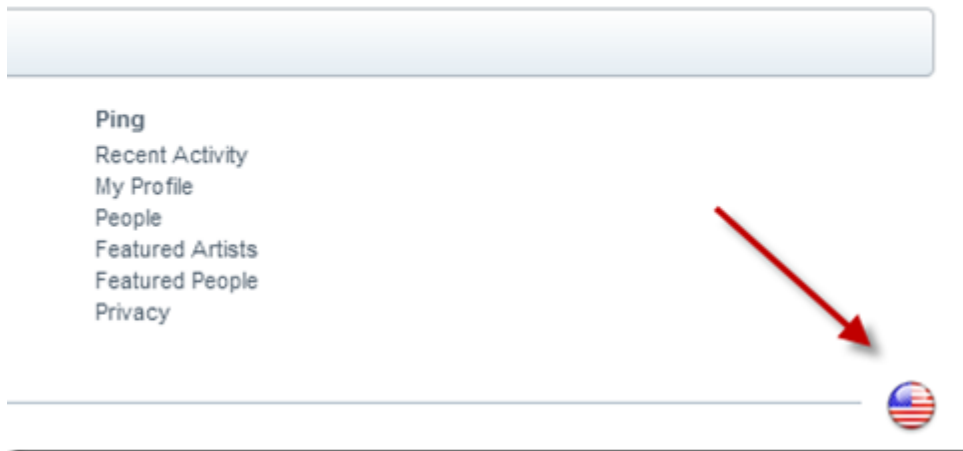 Ping
Recent Activity
My Profile
People
Featured Artists
Featured People
Privacy